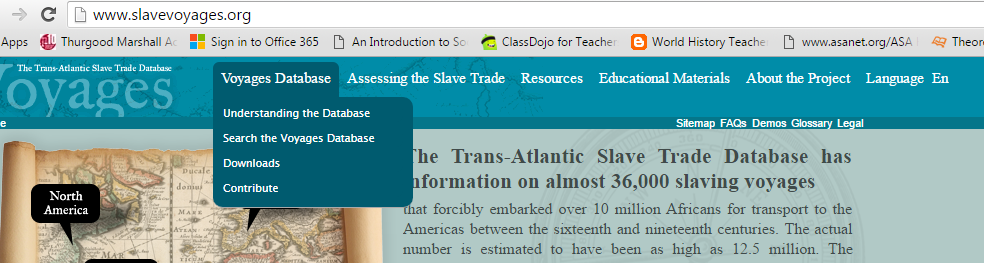 www.slavevoyages.org
Apps Thurgood Marshall Ac Sign in to Office 365 An Introduction to So ClassDojo for Teacher World History Teache www.asanet.org/ASA Theor
The Trans-Atlantic Slave Trade Database
Voyages
Voyages Database Assessing the Slave Trade Resources Educational Materials About the Project Language En
Understanding the Database
Search the Voyages Database
Downloads
Contribute
e Sitemap FAQs Demos Glossary Legal
North
America
The Trans-Atlantic Slave Trade Database has
information on almost 36,000 slaving voyages
that forcibly embarked over 10 million Africans for transport to the
Americas between the sixteenth and nineteenth centuries. The actual
number is estimated to have been as high as 12.5 million. The